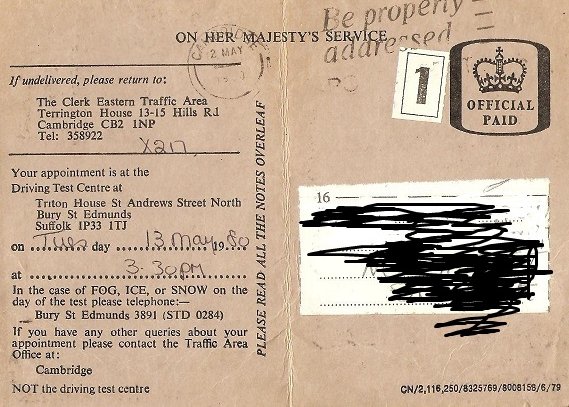 ON HER MAJESTY'S SERVICE
Be properly
addressed
2 MAY
1
OFFICIAL
PAID
If undelivered, please return to:
The Clerk Eastern Traffic Area
Terrington House 13-15 Hills Rd
Cambridge CB2 1NP
Tel: 358922
X217
Your appointment is at the
Driving Test Centre at
Triton House St Andrews Street North
Bury St Edmunds
Suffolk IP33 1TJ
on Tues day 13 May 1980
at 3.30PM
In the case of FOG, ICE, or SNOW on the
day of the test please telephone:—
Bury St Edmunds 3891 (STD 0284)
If you have any other queries about your
appointment please contact the Traffic Area
Office at:
Cambridge
NOT the driving test centre
PLEASE READ ALL THE NOTES OVERLEAF
16
CN/2,116,250/8325769/8008158/6/79